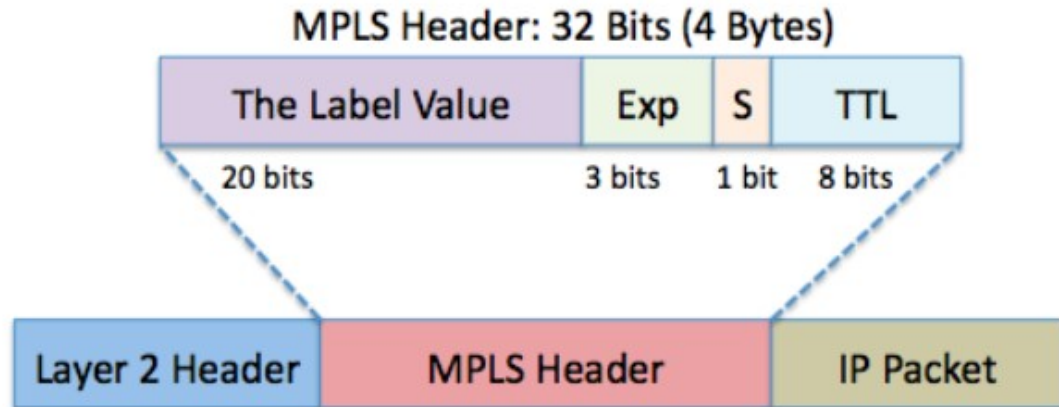 MPLS Header: 32 Bits (4 Bytes)
The Label Value Exp S TTL
20 bits 3 bits 1 bit 8 bits
Layer 2 Header MPLS Header IP Packet